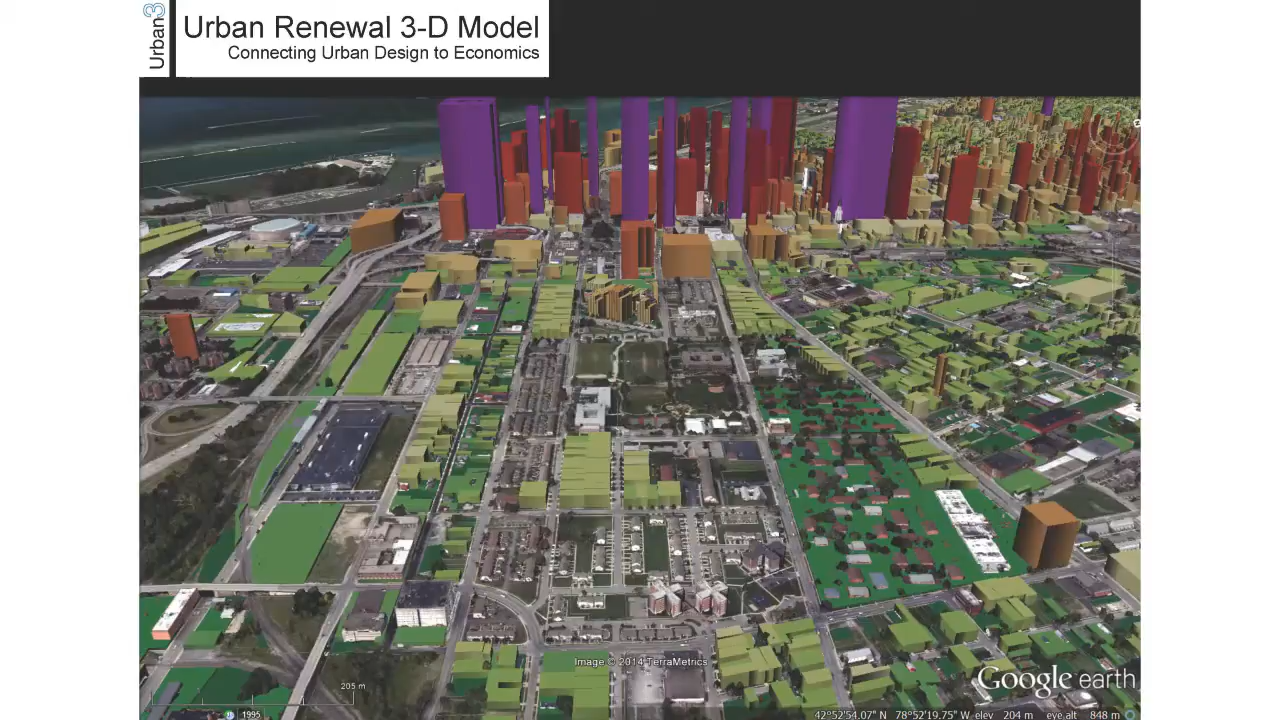 Urban3
Urban Renewal 3-D Model
Connecting Urban Design to Economics
Image © 2014 TerraMetrics
Google earth
205 m
1995
42°52'54.07" N 78°52'19.75" W elev 204 m eye alt 848 m